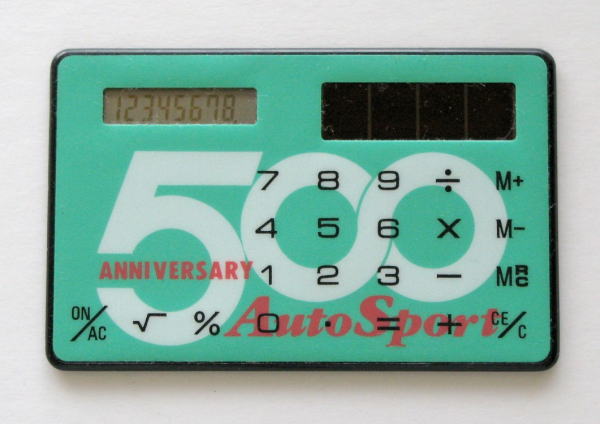 12345678.
500
7 8 9 ÷ M+
4 5 6 × M-
ANNIVERSARY
1 2 3 - MRC
ON/AC √ % 0 . = + CE/C
AutoSport